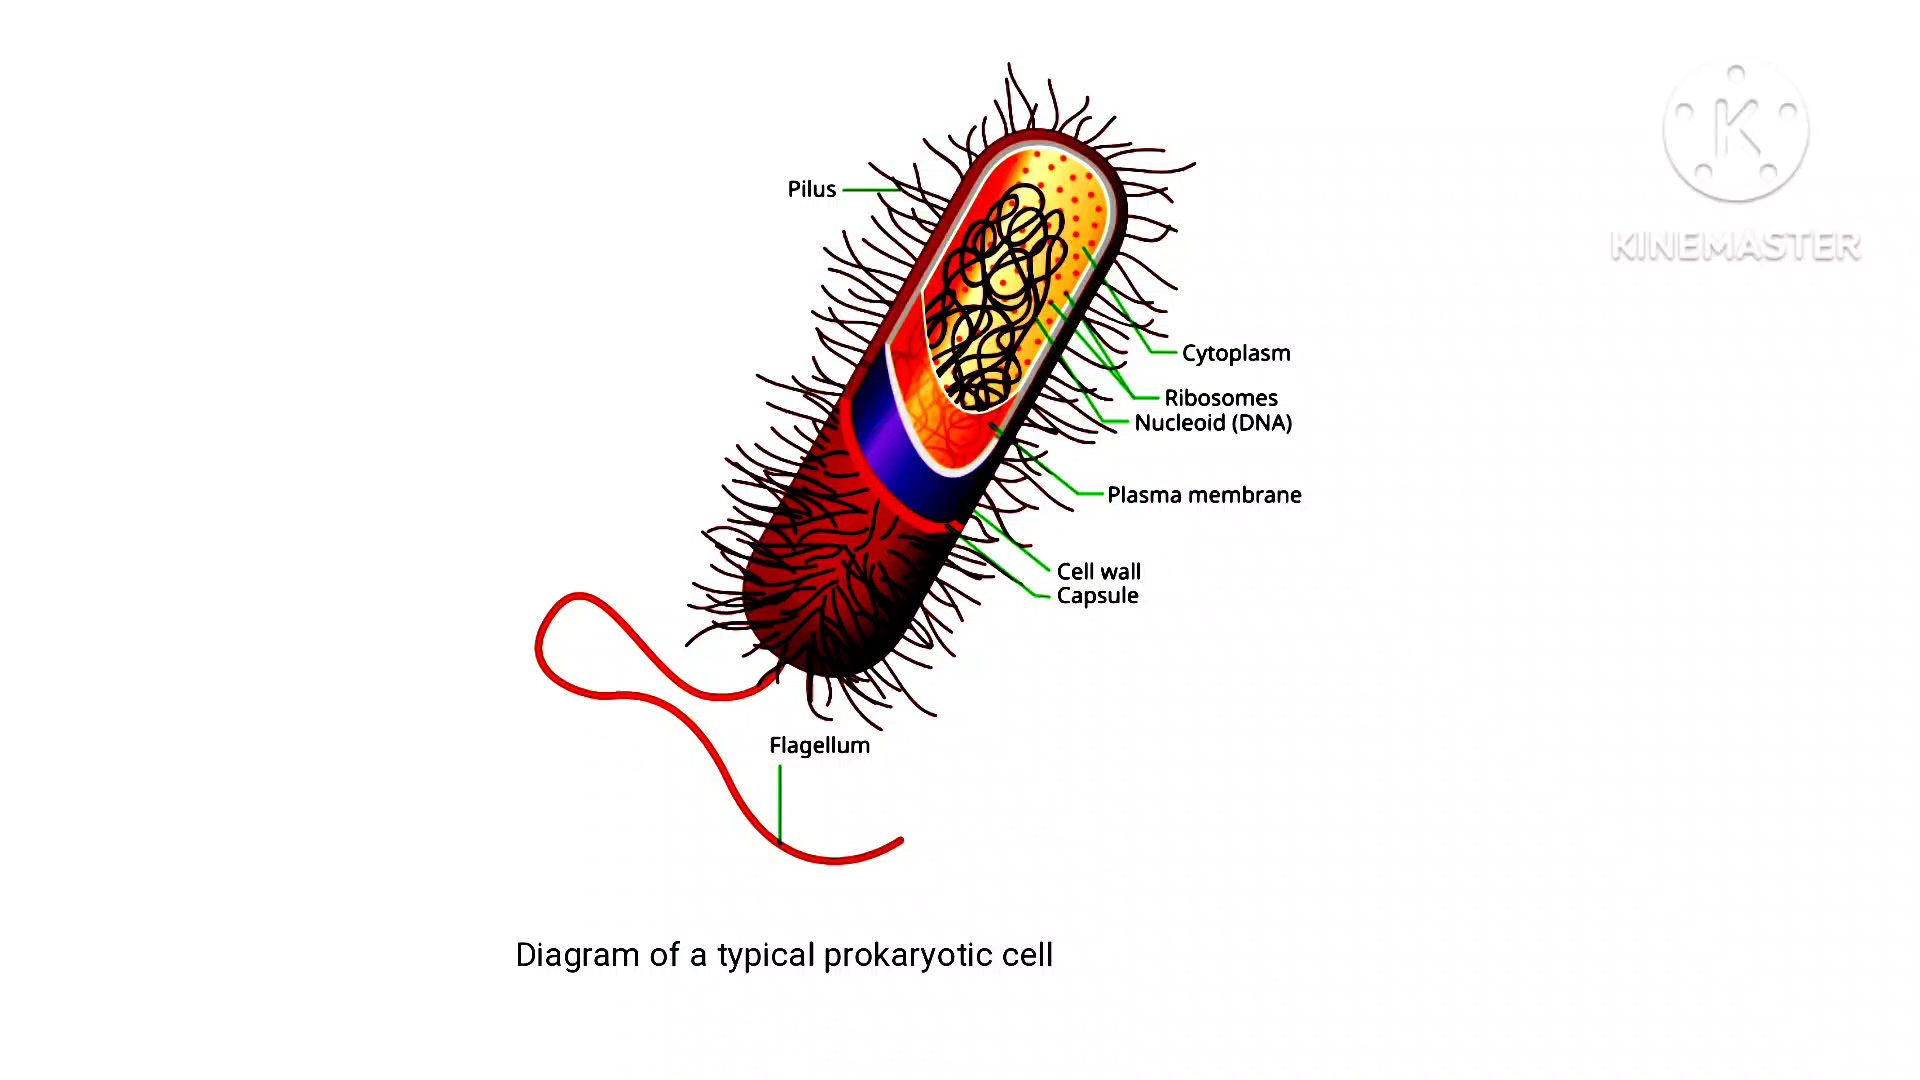 K
KINEMASTER
Pilus
Cytoplasm
Ribosomes
Nucleoid (DNA)
Plasma membrane
Cell wall
Capsule
Flagellum
Diagram of a typical prokaryotic cell